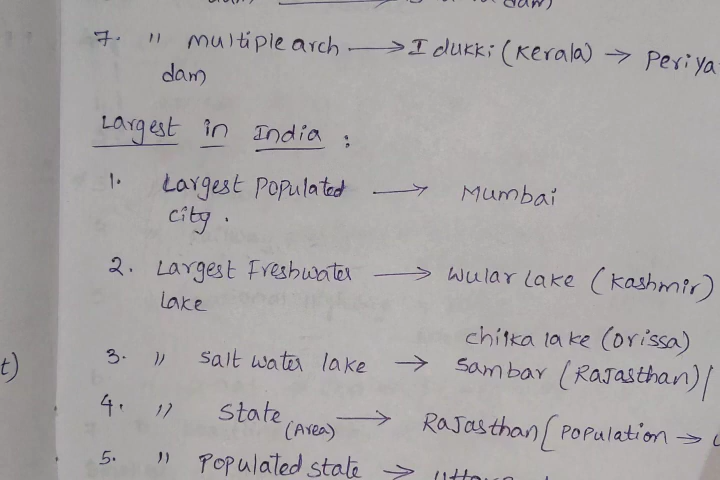 7. " multiple arch → Idukki (Kerala) → Periya
dam
Largest in India :
1. Largest Populated → Mumbai
city.
2. Largest Freshwater → Wular Lake (Kashmir)
Lake
chilka lake (Orissa)
3. " Salt water lake → Sambar (Rajasthan)/
t)
4. " State (Area) → Rajasthan [Population →
5. " Populated state →